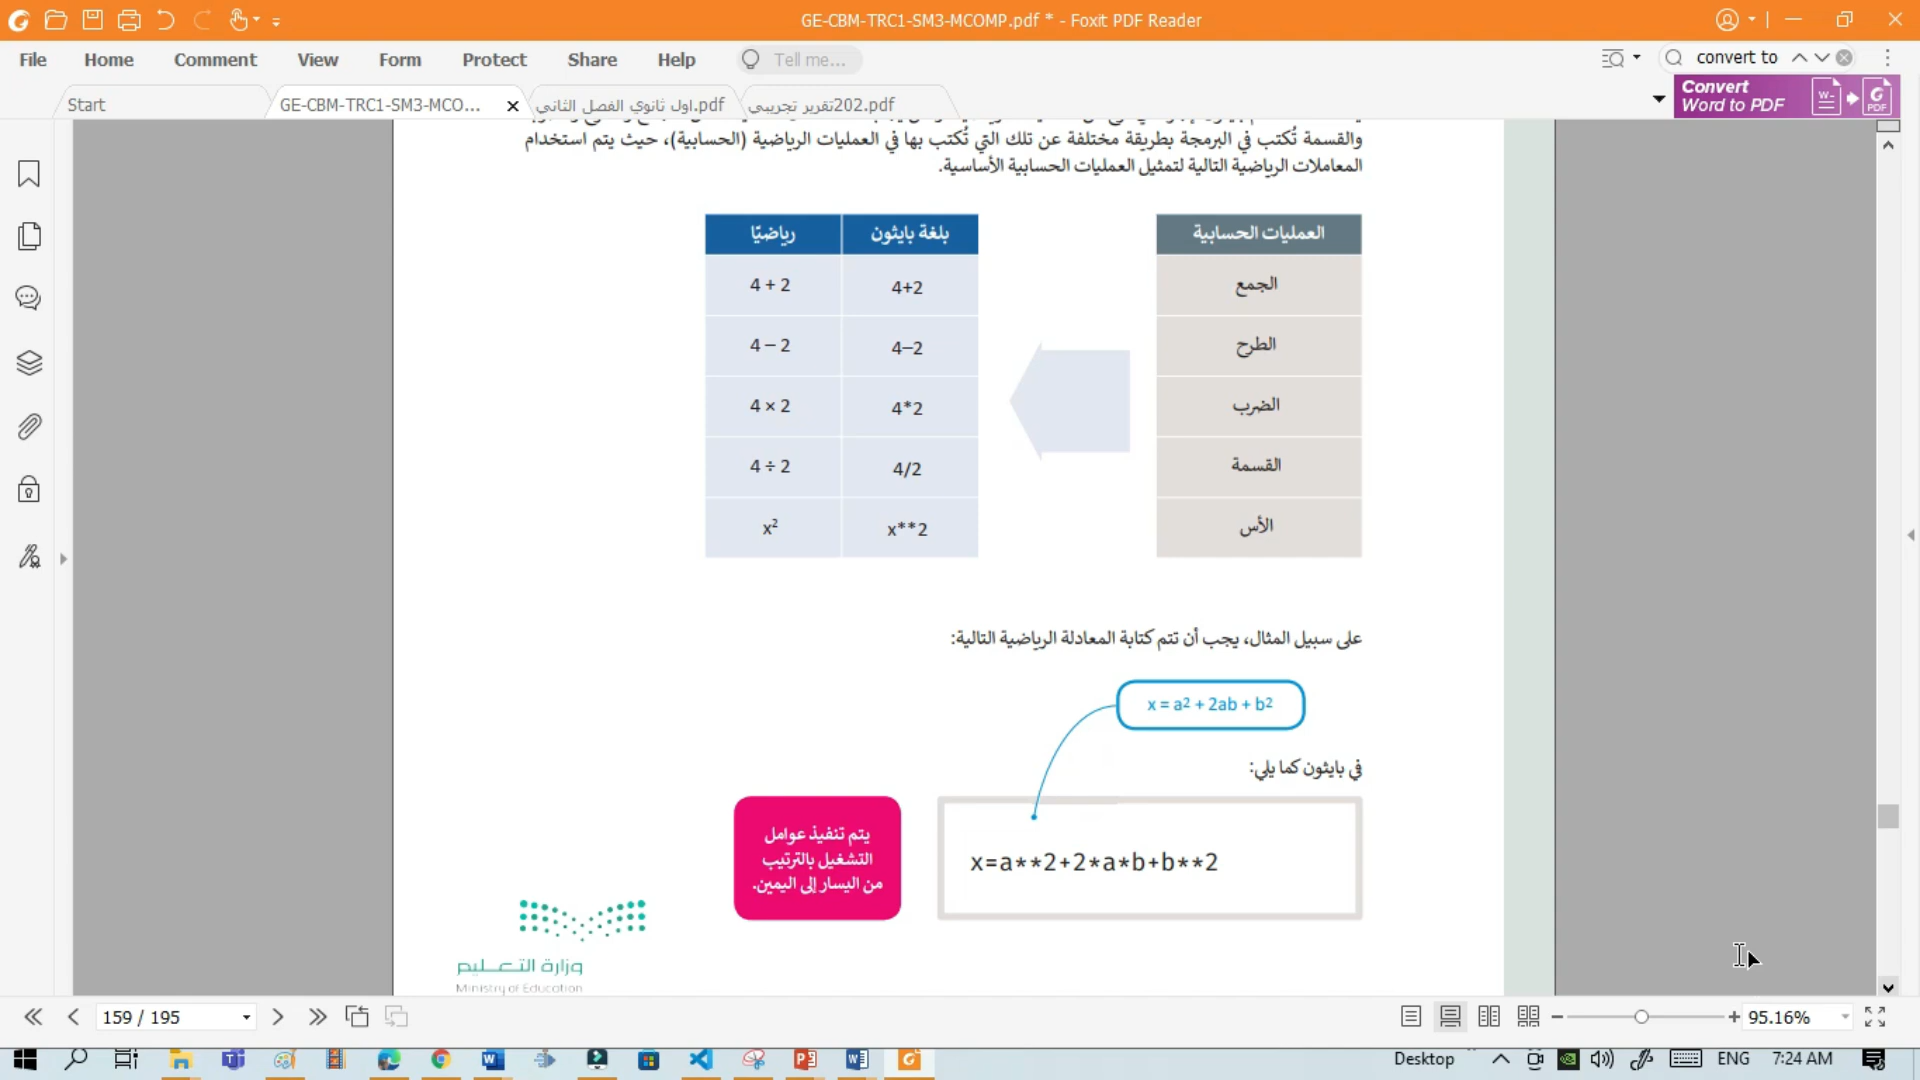 GE-CBM-TRC1-SM3-MCOMP.pdf * - Foxit PDF Reader
File Home Comment View Form Protect Share Help Tell me... convert to
Start GE-CBM-TRC1-SM3-MCO... اول ثانوي الفصل الثاني.pdf 202تقرير تجريبي.pdf
Convert
Word to PDF
والقسمة تُكتب في البرمجة بطريقة مختلفة عن تلك التي تُكتب بها في العمليات الرياضية (الحسابية)، حيث يتم استخدام
المعاملات الرياضية التالية لتمثيل العمليات الحسابية الأساسية.
العمليات الحسابية بلغة بايثون رياضيًا
الجمع 4+2 4 + 2
الطرح 4–2 4 – 2
الضرب 4*2 4 × 2
القسمة 4/2 4 ÷ 2
الأس x**2 x²
على سبيل المثال، يجب أن تتم كتابة المعادلة الرياضية التالية:
x = a2 + 2ab + b2
في بايثون كما يلي:
x=a**2+2*a*b+b**2
يتم تنفيذ عوامل
التشغيل بالترتيب
من اليسار إلى اليمين.
وزارة التعليم
Ministry of Education
159 / 195 95.16%
Desktop ENG 7:24 AM